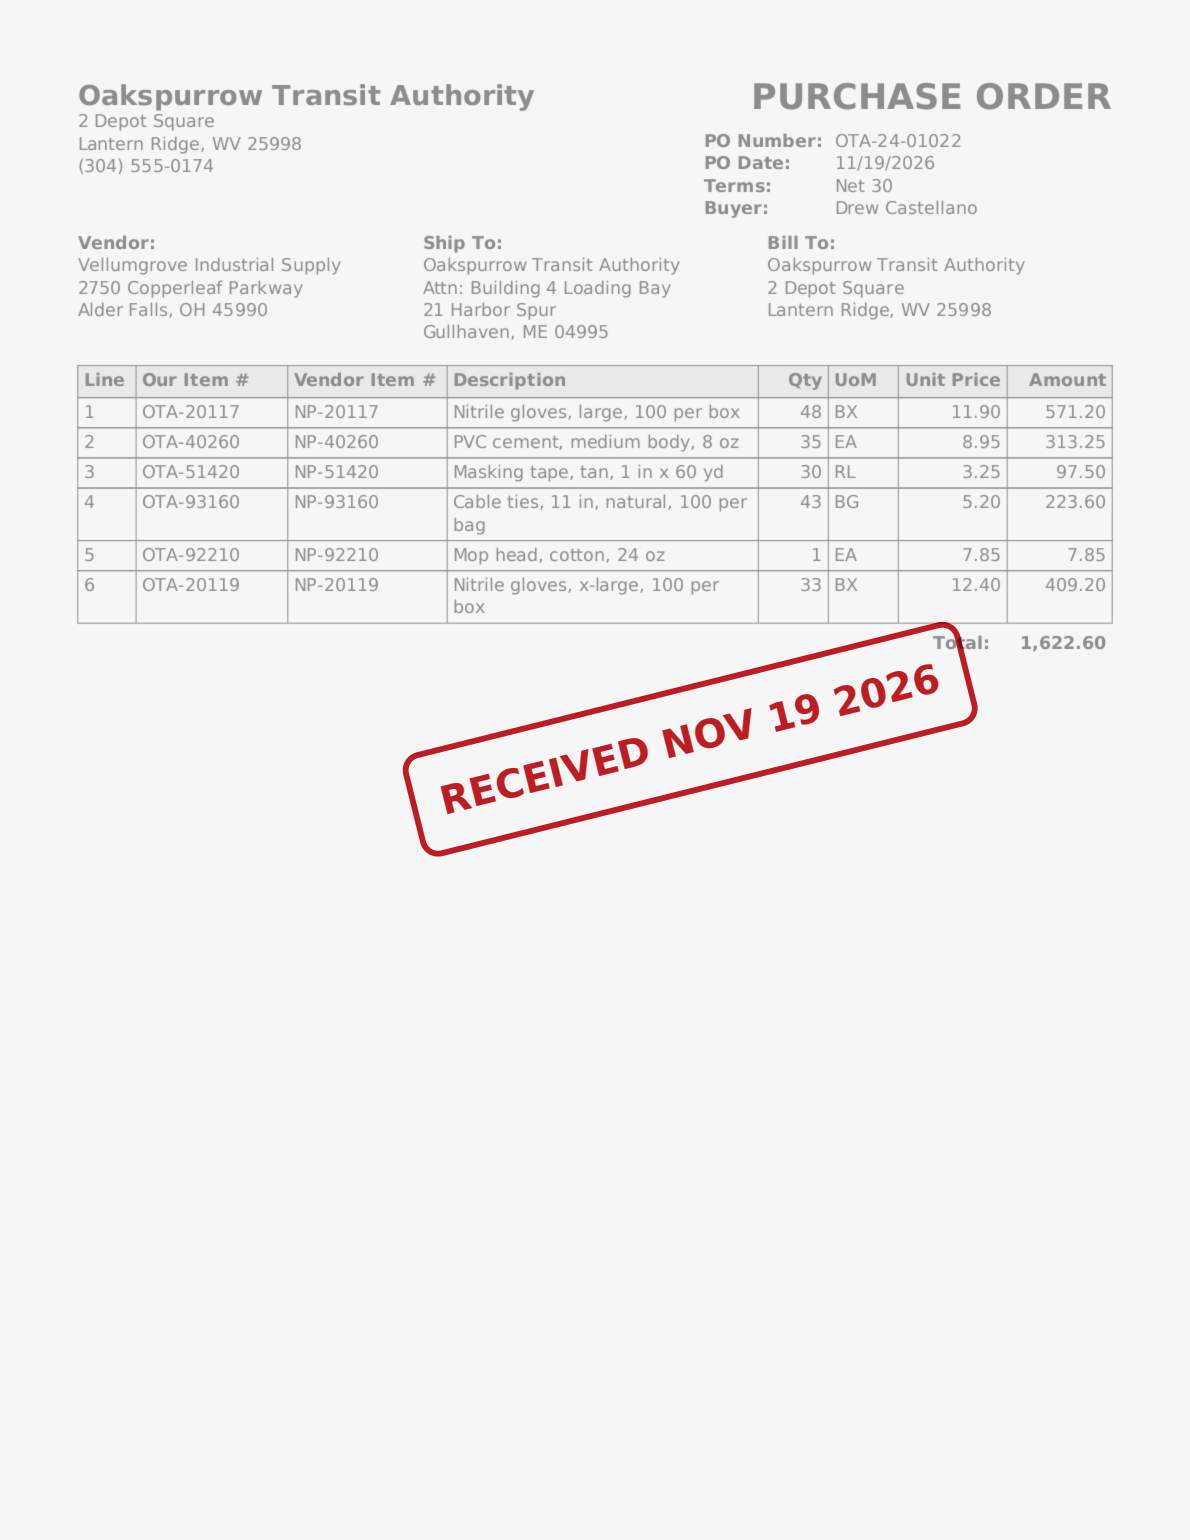 Oakspurrow Transit Authority
2 Depot Square
Lantern Ridge, WV 25998
(304) 555-0174
PURCHASE ORDER
PO Number: OTA-24-01022
PO Date: 11/19/2026
Terms: Net 30
Buyer: Drew Castellano
Vendor:
Vellumgrove Industrial Supply
2750 Copperleaf Parkway
Alder Falls, OH 45990
Ship To:
Oakspurrow Transit Authority
Attn: Building 4 Loading Bay
21 Harbor Spur
Gullhaven, ME 04995
Bill To:
Oakspurrow Transit Authority
2 Depot Square
Lantern Ridge, WV 25998
Line Our Item # Vendor Item # Description Qty UoM Unit Price Amount
1 OTA-20117 NP-20117 Nitrile gloves, large, 100 per box 48 BX 11.90 571.20
2 OTA-40260 NP-40260 PVC cement, medium body, 8 oz 35 EA 8.95 313.25
3 OTA-51420 NP-51420 Masking tape, tan, 1 in x 60 yd 30 RL 3.25 97.50
4 OTA-93160 NP-93160 Cable ties, 11 in, natural, 100 per 43 BG 5.20 223.60
bag
5 OTA-92210 NP-92210 Mop head, cotton, 24 oz 1 EA 7.85 7.85
6 OTA-20119 NP-20119 Nitrile gloves, x-large, 100 per 33 BX 12.40 409.20
box
Total: 1,622.60
RECEIVED NOV 19 2026